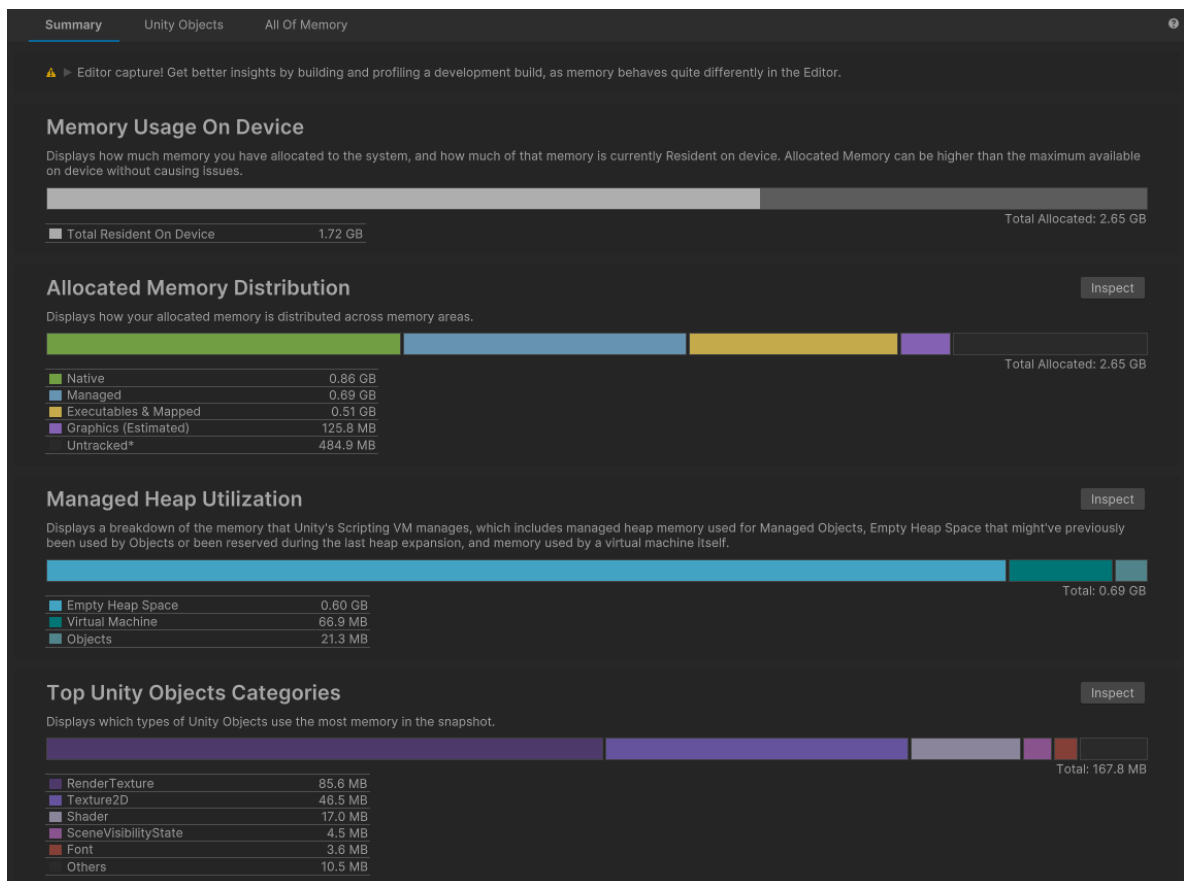 Summary Unity Objects All Of Memory
Editor capture! Get better insights by building and profiling a development build, as memory behaves quite differently in the Editor.
Memory Usage On Device
Displays how much memory you have allocated to the system, and how much of that memory is currently Resident on device. Allocated Memory can be higher than the maximum available
on device without causing issues.
Total Allocated: 2.65 GB
Total Resident On Device 1.72 GB
Allocated Memory Distribution Inspect
Displays how your allocated memory is distributed across memory areas.
Total Allocated: 2.65 GB
Native 0.86 GB
Managed 0.69 GB
Executables & Mapped 0.51 GB
Graphics (Estimated) 125.8 MB
Untracked* 484.9 MB
Managed Heap Utilization Inspect
Displays a breakdown of the memory that Unity's Scripting VM manages, which includes managed heap memory used for Managed Objects, Empty Heap Space that might've previously
been used by Objects or been reserved during the last heap expansion, and memory used by a virtual machine itself.
Total: 0.69 GB
Empty Heap Space 0.60 GB
Virtual Machine 66.9 MB
Objects 21.3 MB
Top Unity Objects Categories Inspect
Displays which types of Unity Objects use the most memory in the snapshot.
Total: 167.8 MB
RenderTexture 85.6 MB
Texture2D 46.5 MB
Shader 17.0 MB
SceneVisibilityState 4.5 MB
Font 3.6 MB
Others 10.5 MB